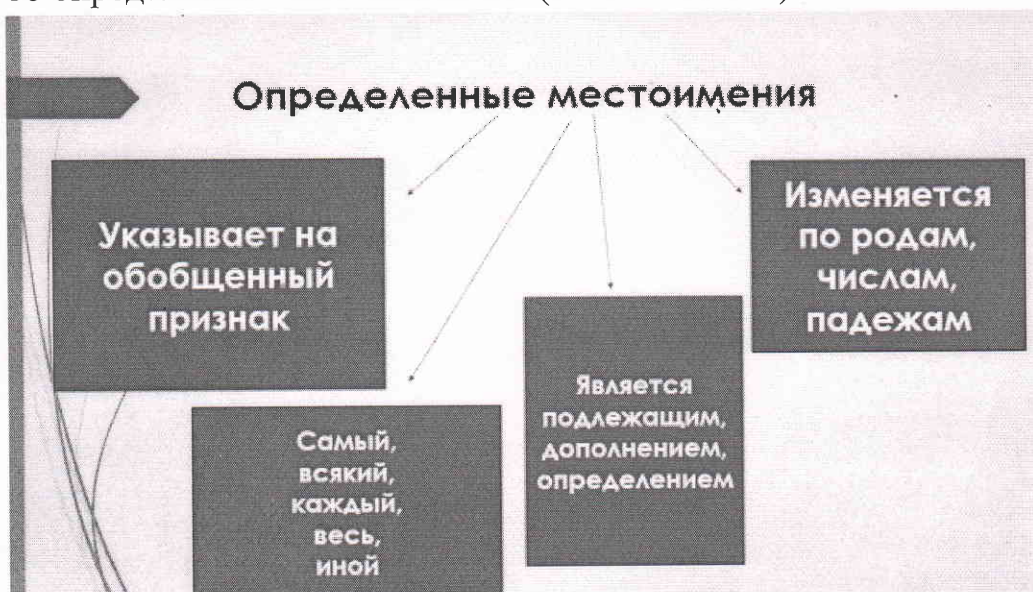 Определенные местоимения
Указывает на
обобщенный
признак
Самый,
всякий,
каждый,
весь,
иной
Является
подлежащим,
дополнением,
определением
Изменяется
по родам,
числам,
падежам